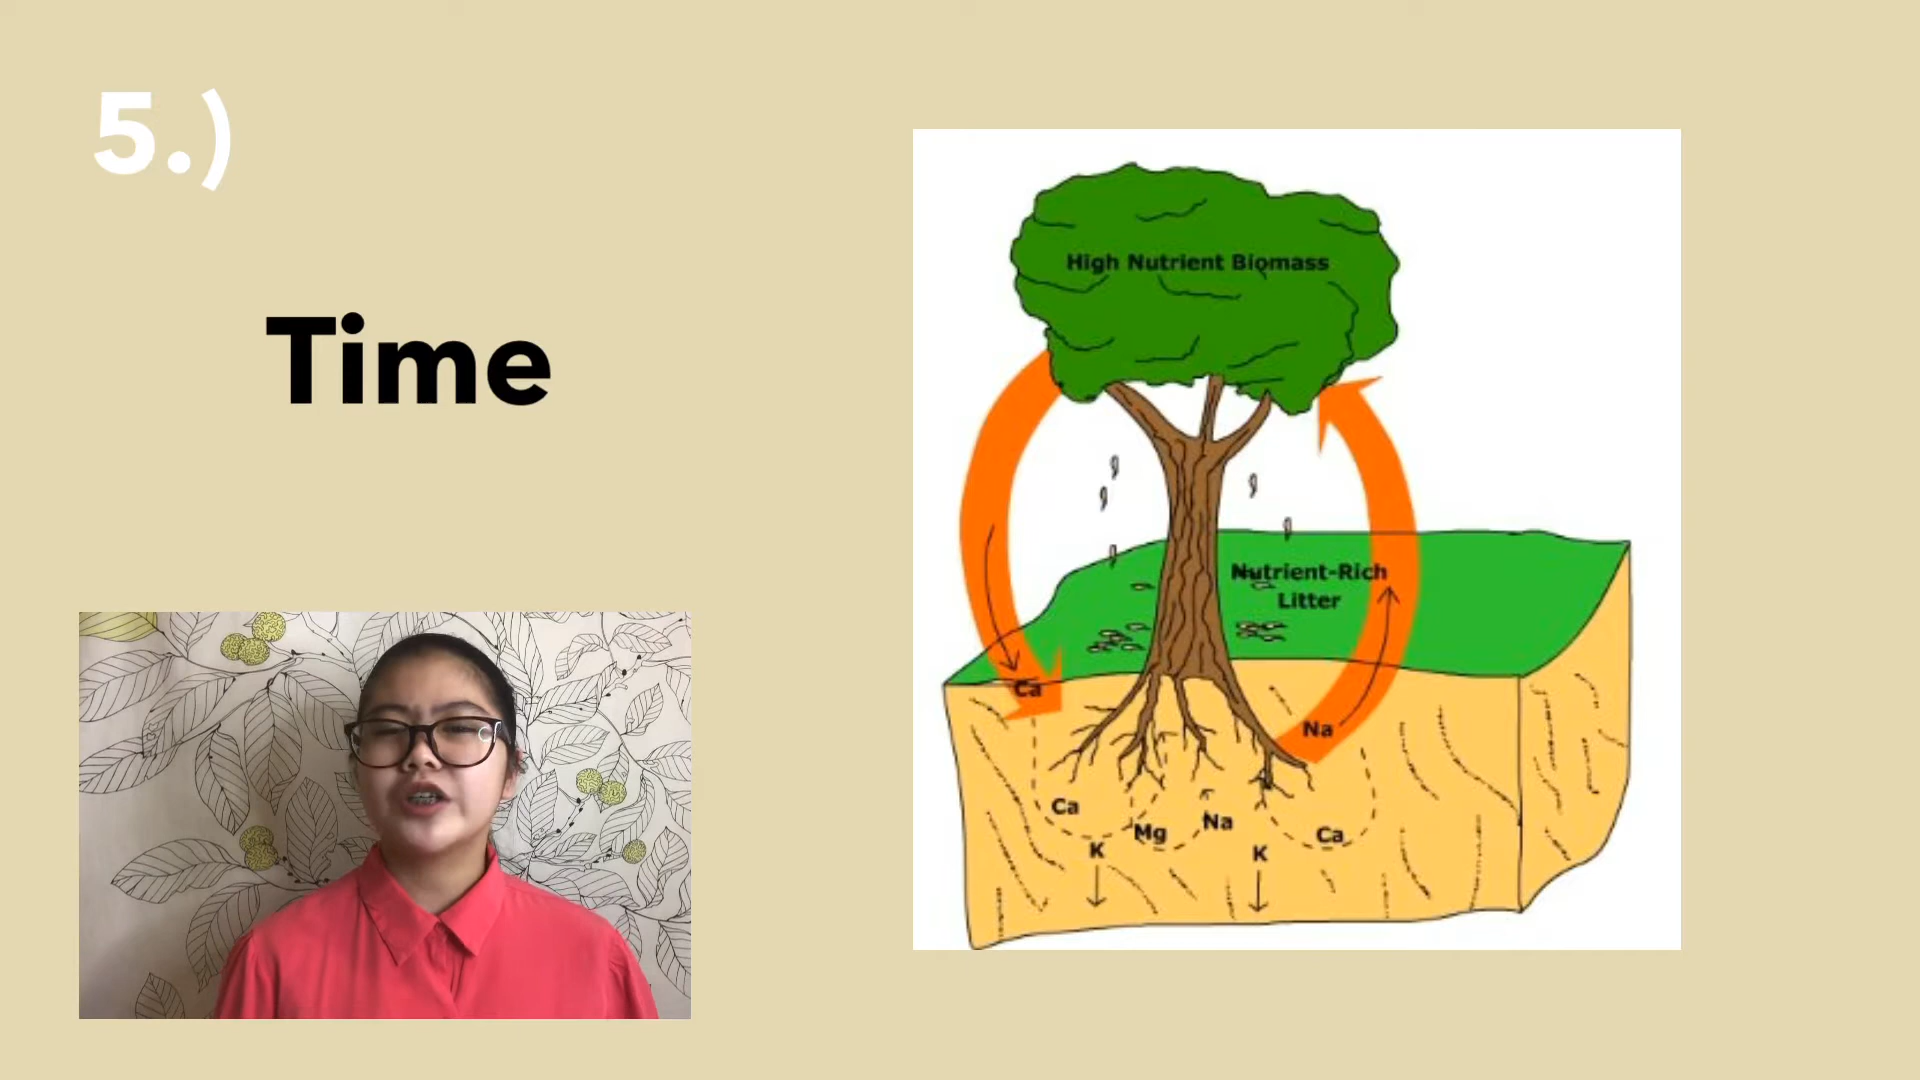 5.)
Time
High Nutrient Biomass
Nutrient-Rich
Litter
Ca
Na
Ca
Mg
Na
Ca
K
K